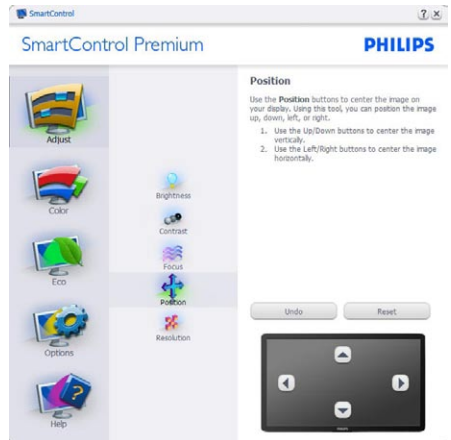 SmartControl
? x
SmartControl Premium
PHILIPS
Adjust
Color
Eco
Options
Help
Brightness
Contrast
Focus
Position
Resolution
Position
Use the Position buttons to center the image on
your display. Using this tool, you can position the image
up, down, left, or right.
1. Use the Up/Down buttons to center the image
vertically.
2. Use the Left/Right buttons to center the image
horizontally.
Undo
Reset
PHILIPS